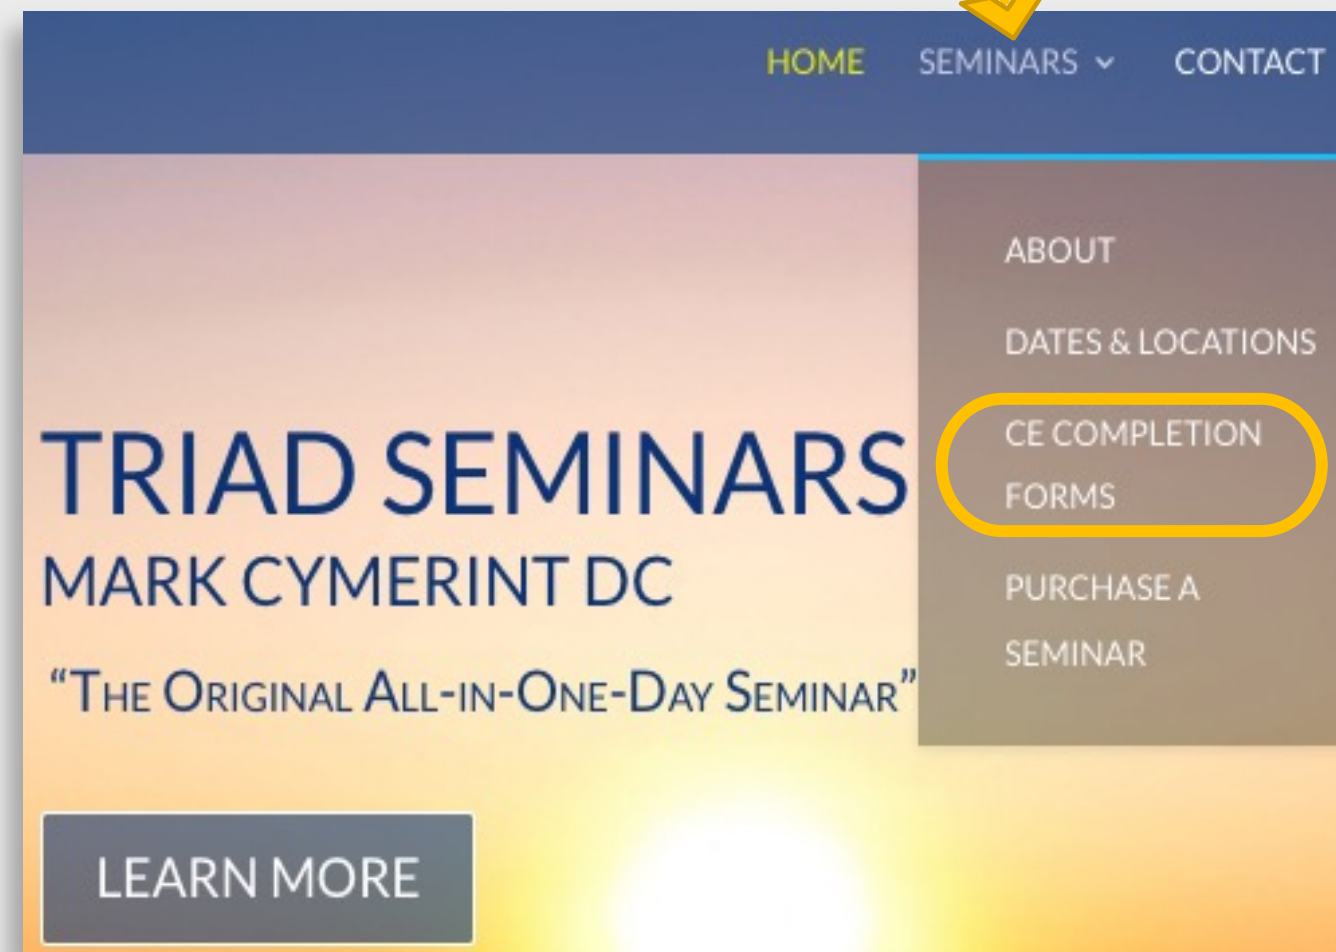 HOME SEMINARS CONTACT
ABOUT
DATES & LOCATIONS
CE COMPLETION
FORMS
PURCHASE A
SEMINAR
TRIAD SEMINARS
MARK CYMERINT DC
“THE ORIGINAL ALL-IN-ONE-DAY SEMINAR”
LEARN MORE